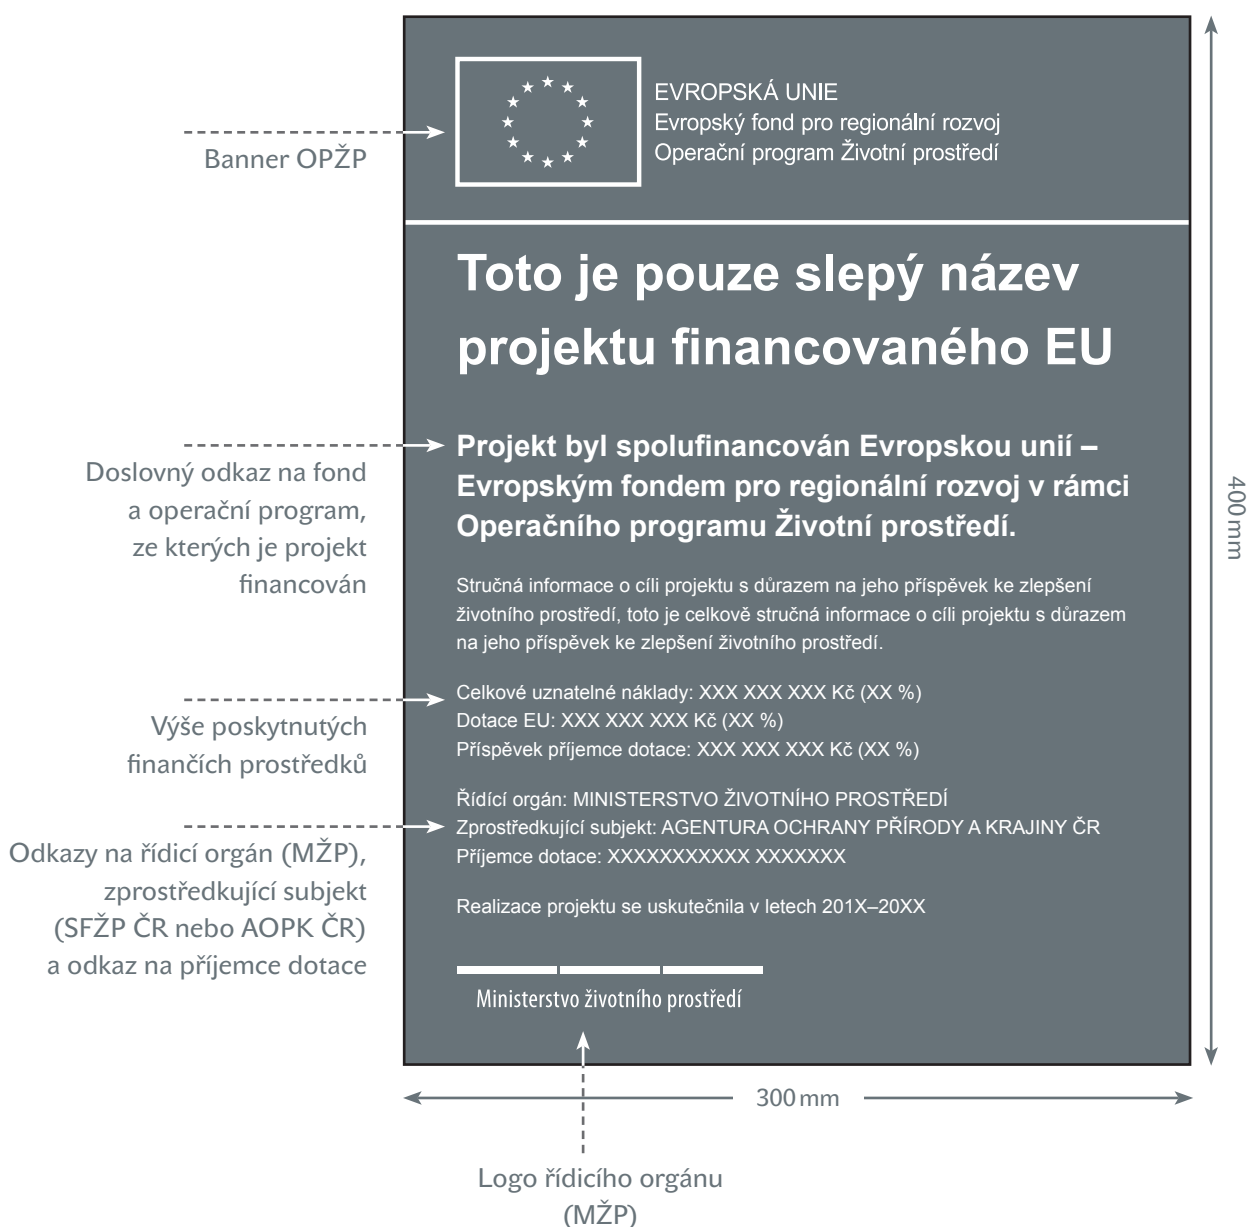 EVROPSKÁ UNIE
Evropský fond pro regionální rozvoj
Operační program Životní prostředí
Banner OPŽP
Toto je pouze slepý název
projektu financovaného EU
Projekt byl spolufinancován Evropskou unií –
Evropským fondem pro regionální rozvoj v rámci
Operačního programu Životní prostředí.
Doslovný odkaz na fond
a operační program,
ze kterých je projekt
financován
400 mm
Stručná informace o cíli projektu s důrazem na jeho příspěvek ke zlepšení
životního prostředí, toto je celkově stručná informace o cíli projektu s důrazem
na jeho příspěvek ke zlepšení životního prostředí.
Celkové uznatelné náklady: XXX XXX XXX Kč (XX %)
Dotace EU: XXX XXX XXX Kč (XX %)
Příspěvek příjemce dotace: XXX XXX XXX Kč (XX %)
Výše poskytnutých
finančích prostředků
Řídící orgán: MINISTERSTVO ŽIVOTNÍHO PROSTŘEDÍ
Zprostředkující subjekt: AGENTURA OCHRANY PŘÍRODY A KRAJINY ČR
Příjemce dotace: XXXXXXXXXXX XXXXXXX
Odkazy na řídicí orgán (MŽP),
zprostředkující subjekt
(SFŽP ČR nebo AOPK ČR)
a odkaz na příjemce dotace
Realizace projektu se uskutečnila v letech 201X–20XX
Ministerstvo životního prostředí
300 mm
Logo řídicího orgánu
(MŽP)